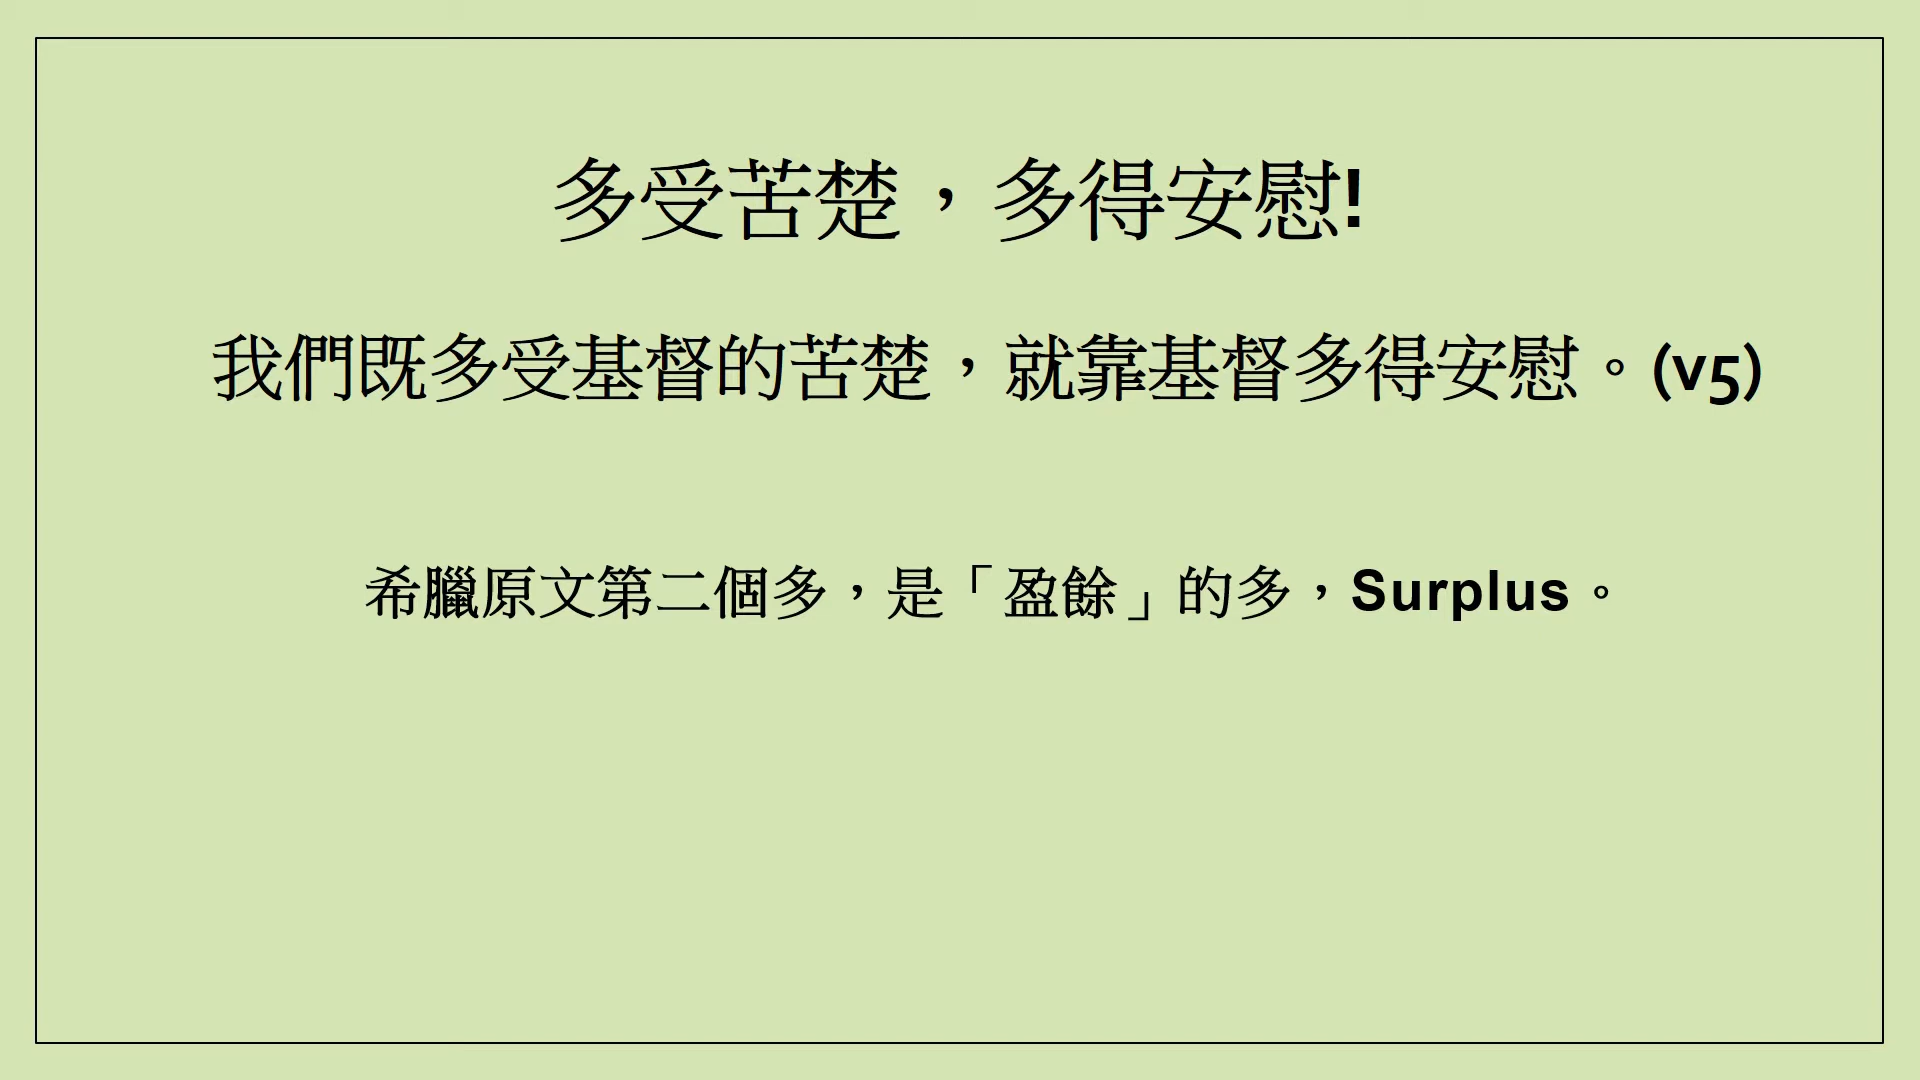 多受苦楚，多得安慰!
我們既多受基督的苦楚，就靠基督多得安慰。(v5)
希臘原文第二個多，是「盈餘」的多，Surplus。